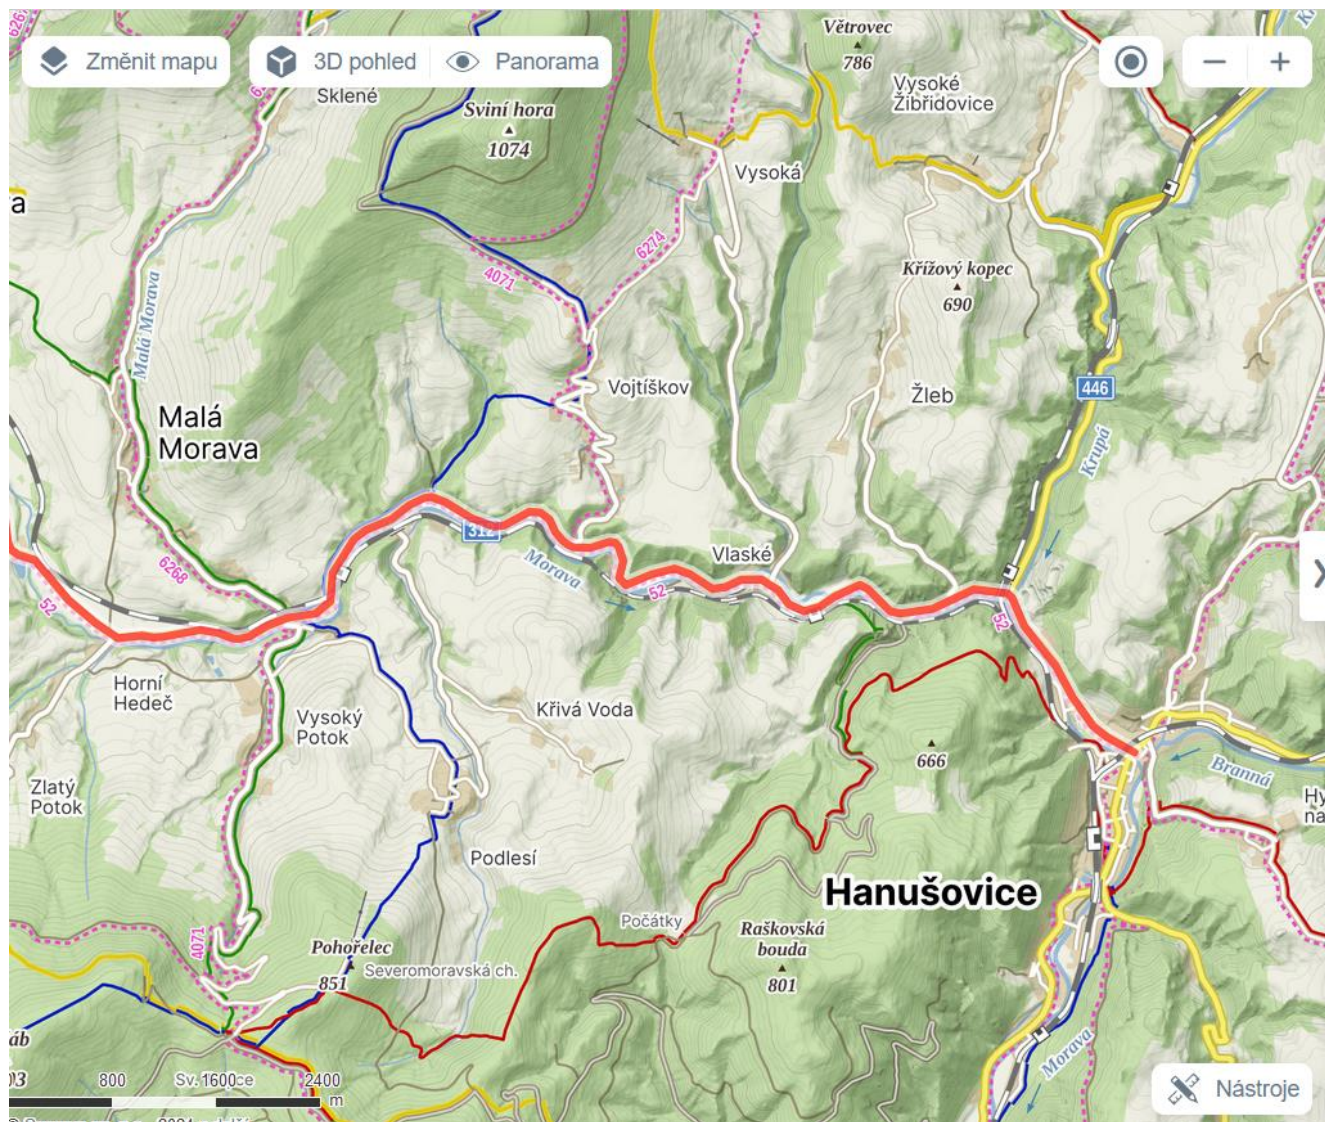 Změnit mapu
3D pohled
Panorama
Větrovec
786
Vysoké
Žibřidovice
Sklené
Sviní hora
1074
Vysoká
a
6274
4071
Křížový kopec
690
Malá Morava
446
Vojtíškov
Žleb
Malá
Morava
Krupá
312
Vlaské
Morava
6268
52
52
52
Horní
Hedeč
Vysoký
Potok
Křivá Voda
666
Branná
Zlatý
Potok
Hy
na
Podlesí
Hanušovice
Počátky
Raškovská
bouda
801
4071
Pohořelec
851
Severomoravská ch.
Morava
áb
03
800
1600
2400
m
Nástroje